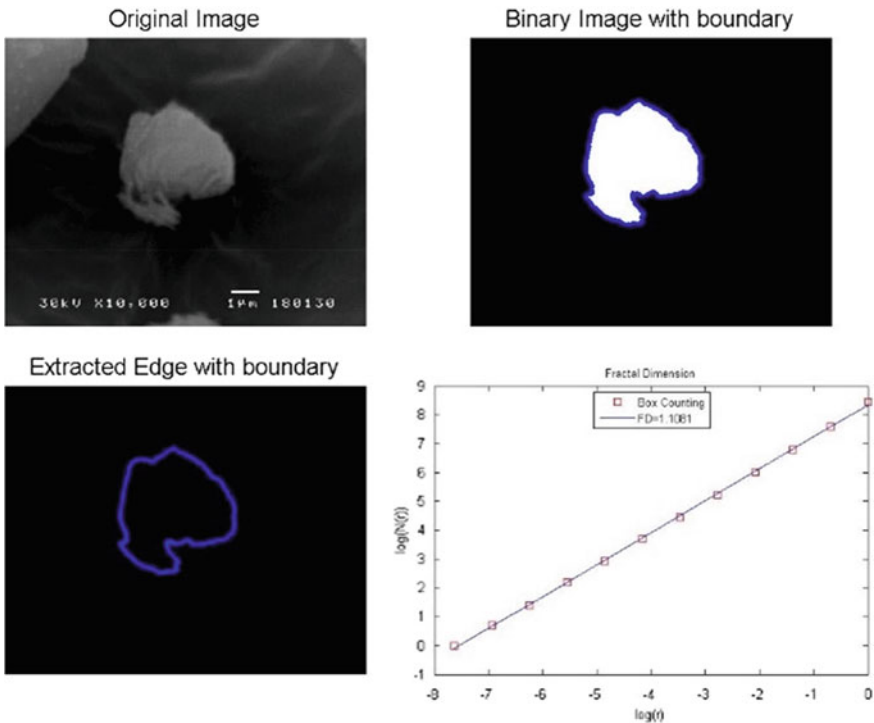 Original Image
Binary Image with boundary
30kV X10,000 1μm 180130
Extracted Edge with boundary
Fractal Dimension
Box Counting
FD=1.1081
log(N(r))
9
8
7
6
5
4
3
2
1
0
-1
-8 -7 -6 -5 -4 -3 -2 -1 0
log(r)